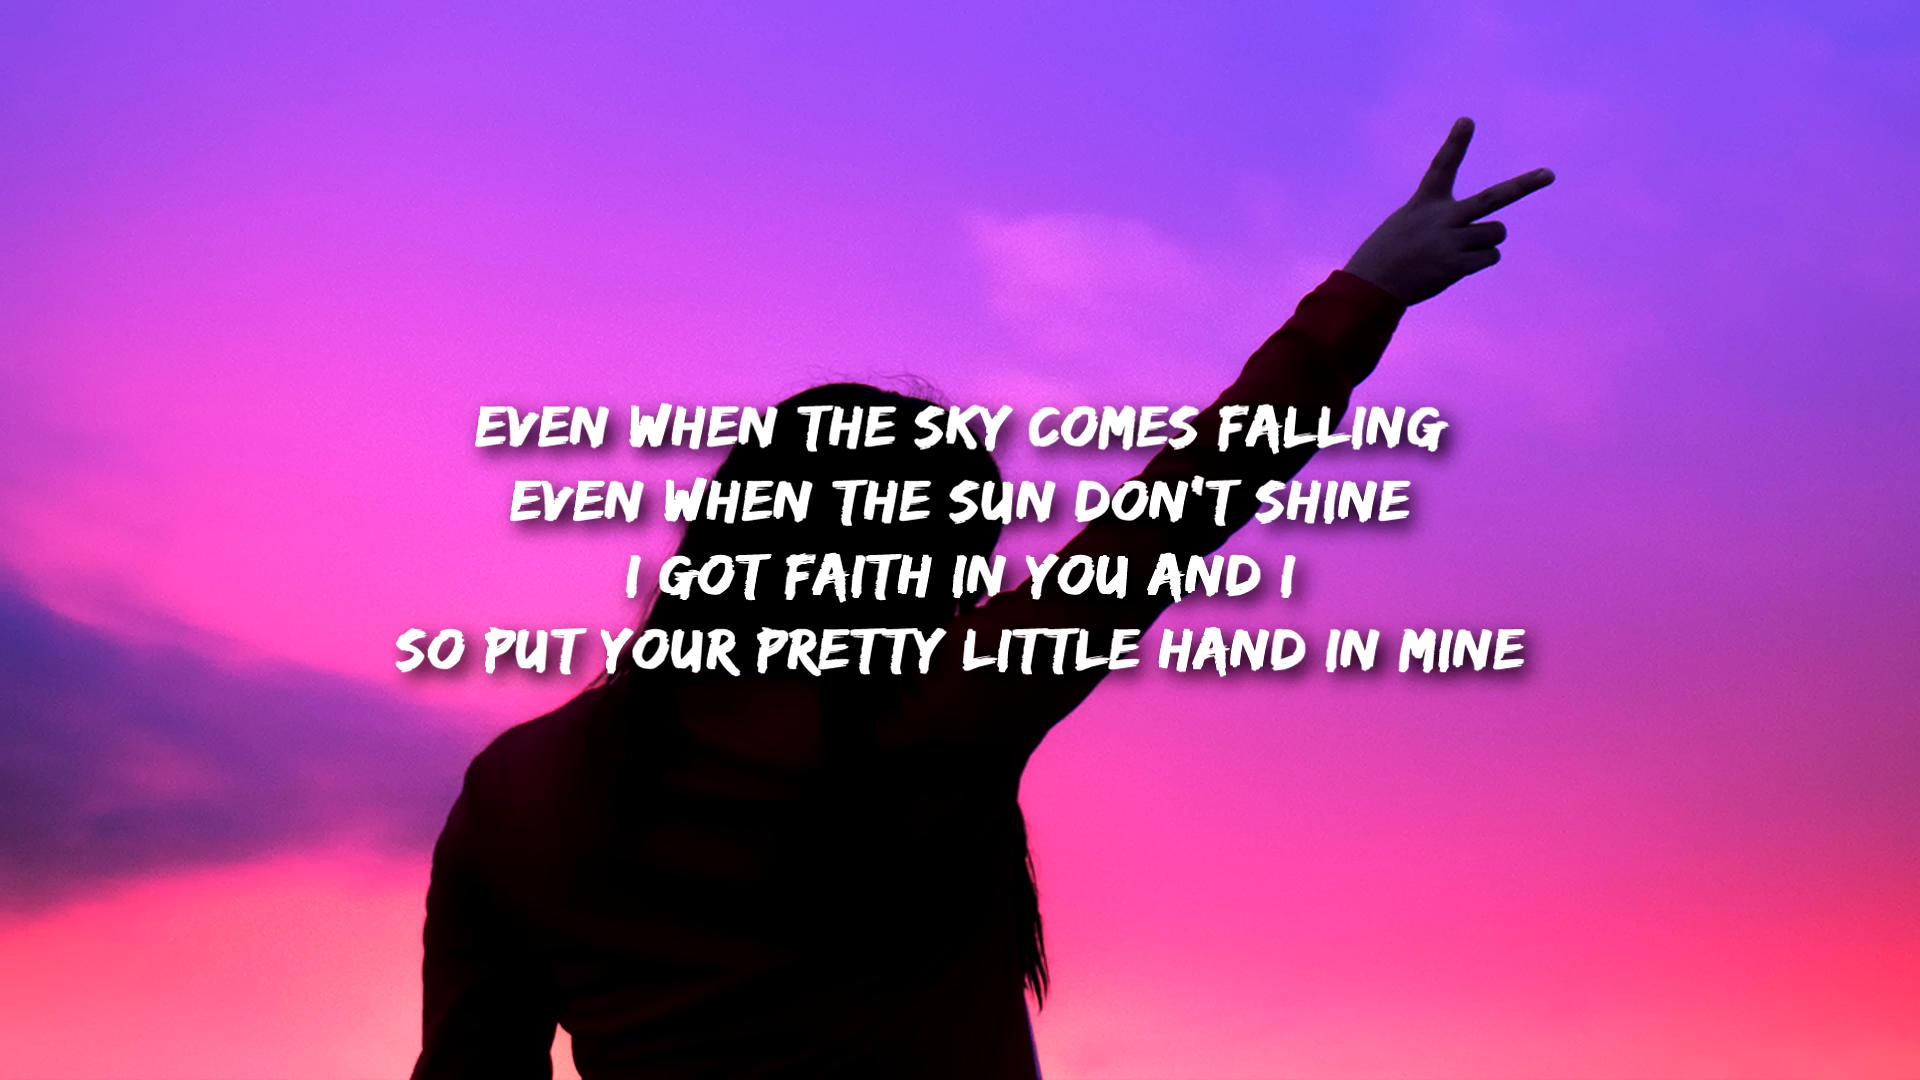 EVEN WHEN THE SKY COMES FALLING
EVEN WHEN THE SUN DON'T SHINE
I GOT FAITH IN YOU AND I
SO PUT YOUR PRETTY LITTLE HAND IN MINE